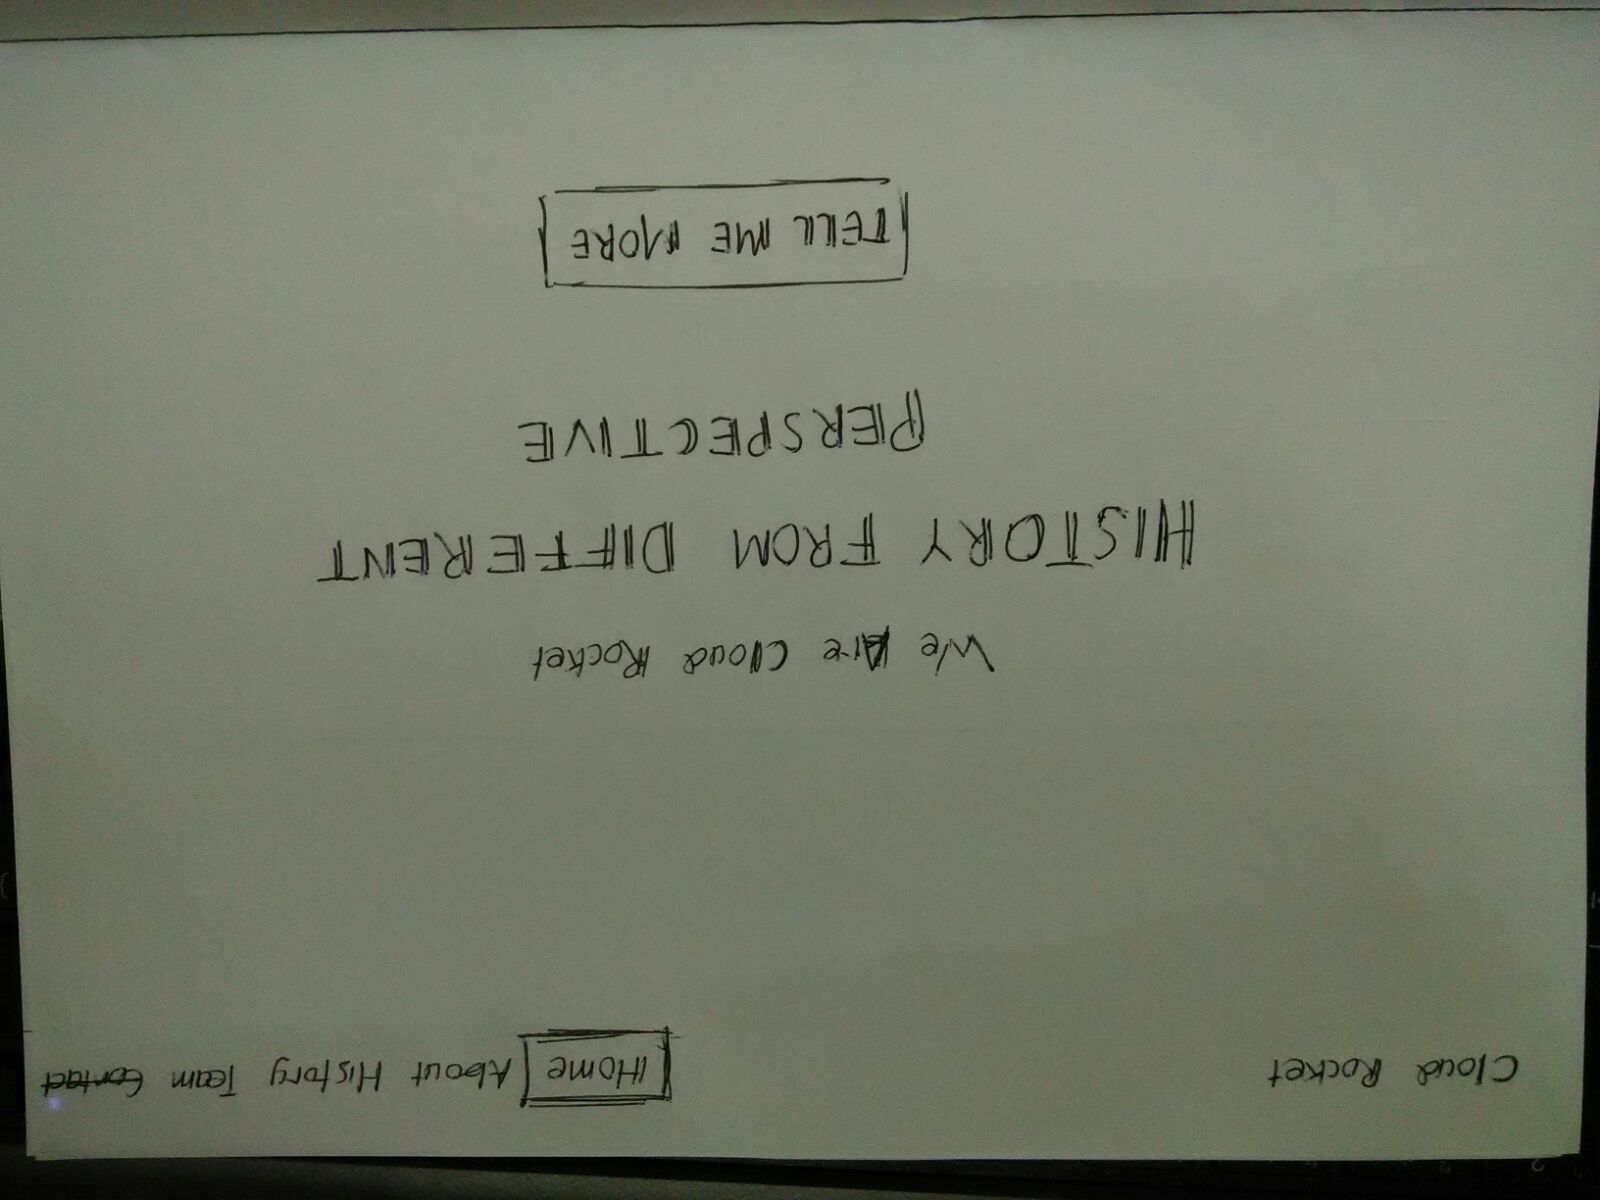 Cloud Rocket Home About History Team Contact
We Are Cloud Rocket
HISTORY FROM DIFFERENT
PERSPECTIVE
TELL ME MORE